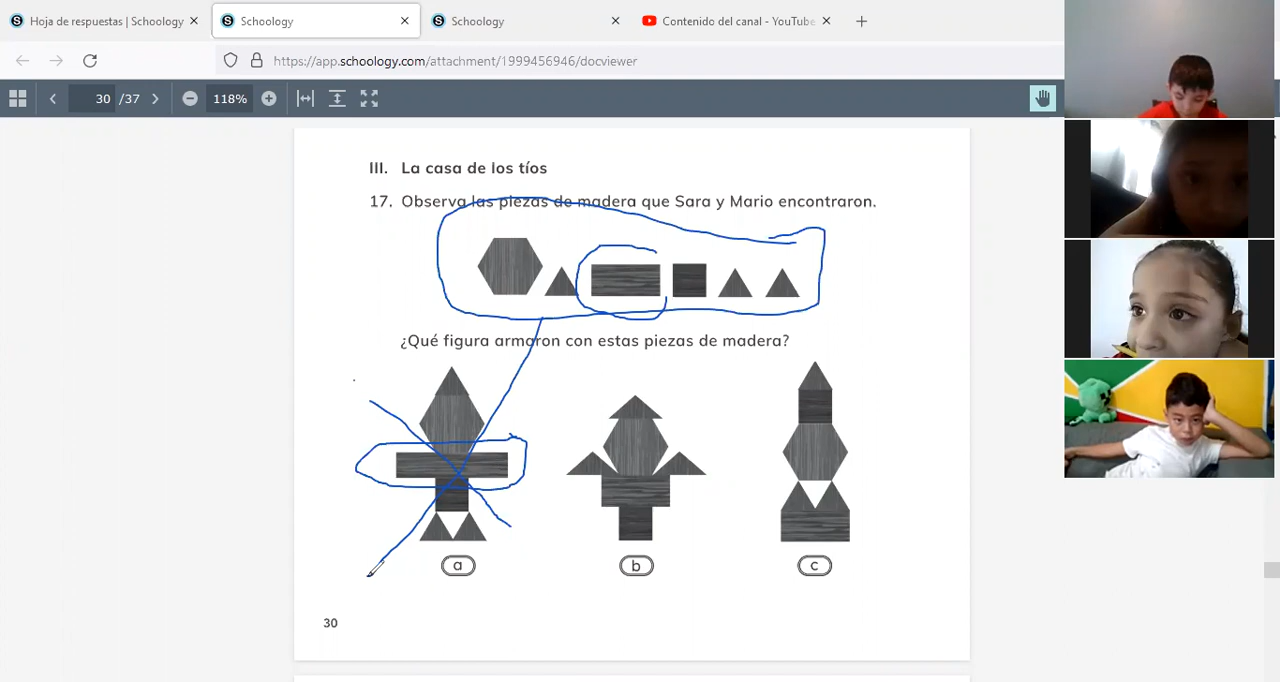 Hoja de respuestas | Schoology
Schoology
Schoology
Contenido del canal - YouTube
https://app.schoology.com/attachment/1999456946/docviewer
30 /37
118%
III. La casa de los tíos
17. Observa las piezas de madera que Sara y Mario encontraron.
¿Qué figura armaron con estas piezas de madera?
a
b
c
30